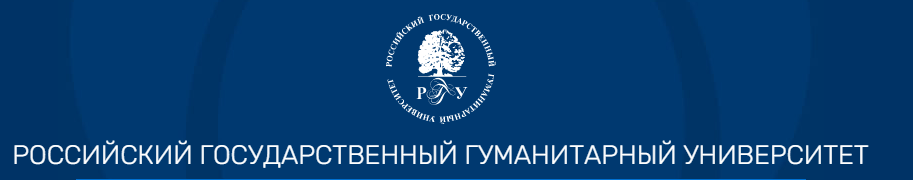 РОССИЙСКИЙ ГОСУДАРСТВЕННЫЙ ГУМАНИТАРНЫЙ УНИВЕРСИТЕТ
РГГУ
РОССИЙСКИЙ ГОСУДАРСТВЕННЫЙ ГУМАНИТАРНЫЙ УНИВЕРСИТЕТ